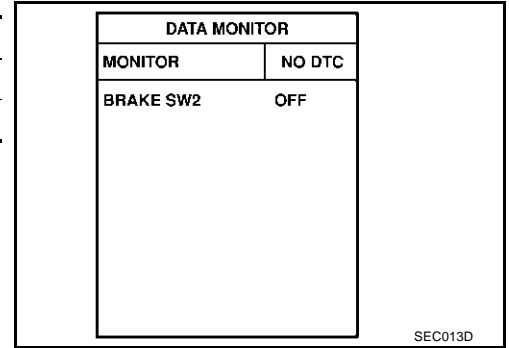 DATA MONITOR
MONITOR NO DTC
BRAKE SW2 OFF
SEC013D